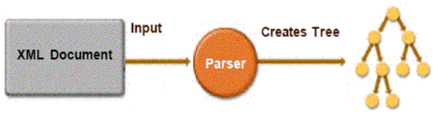 Input
Creates Tree
XML Document
Parser